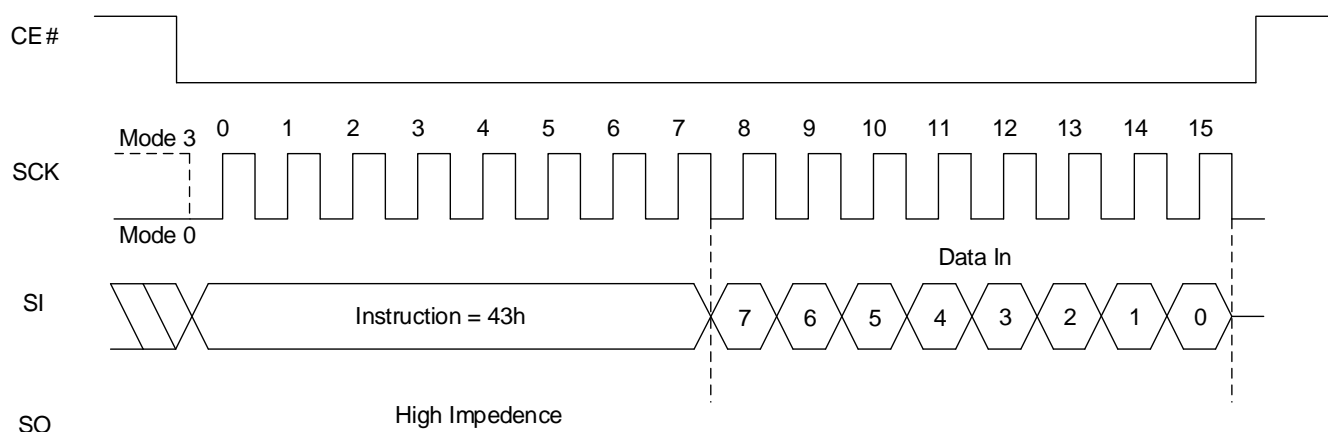 CE#
0 1 2 3 4 5 6 7 8 9 10 11 12 13 14 15
Mode 3
SCK
Mode 0
Data In
SI
Instruction = 43h
7 6 5 4 3 2 1 0
High Impedence
SO